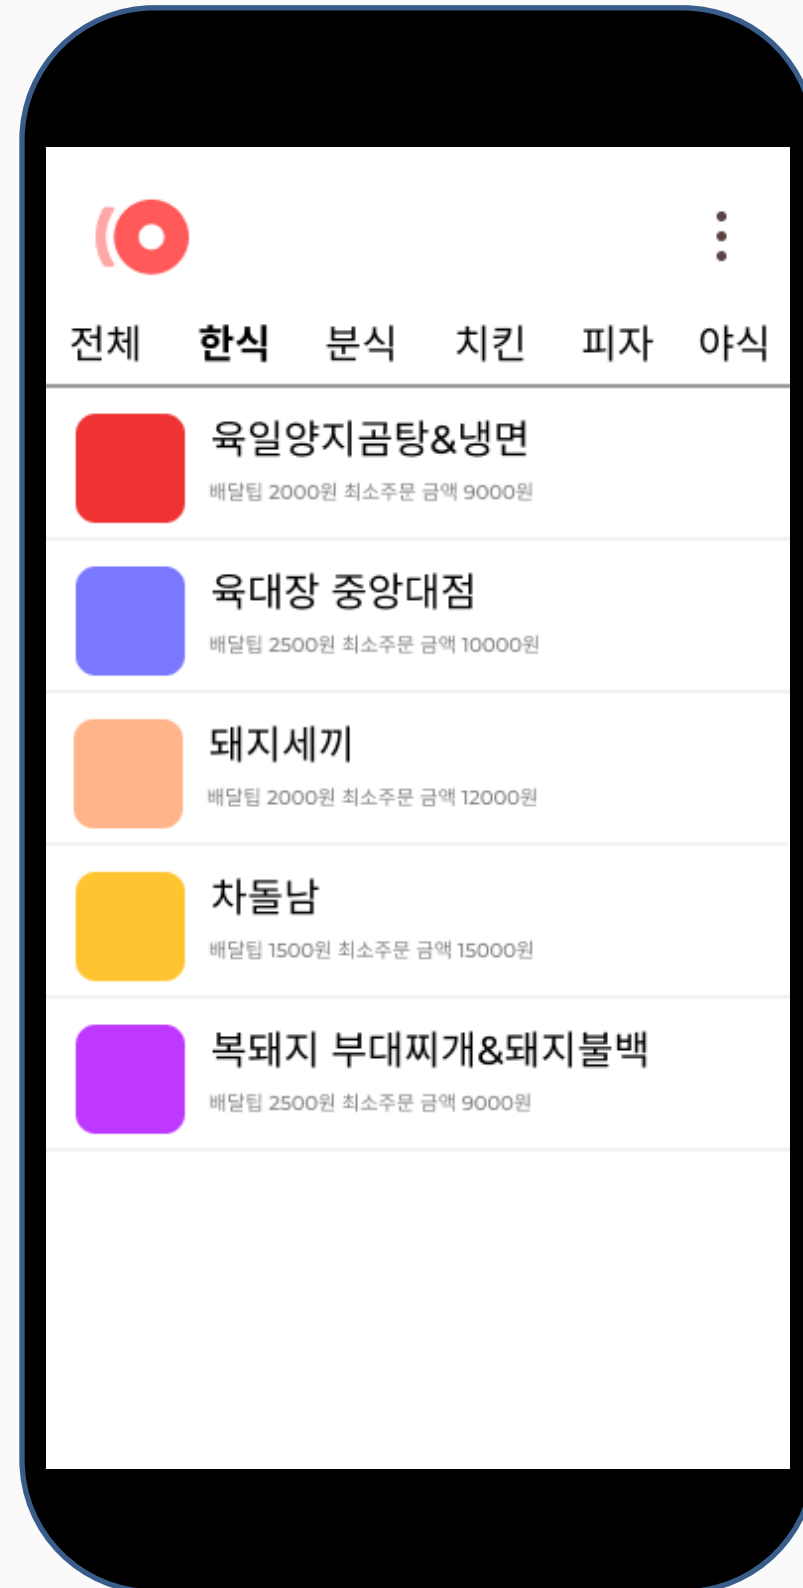 전체 한식 분식 치킨 피자 야식
육일양지곰탕&냉면
배달팁 2000원 최소주문 금액 9000원
육대장 중앙대점
배달팁 2500원 최소주문 금액 10000원
돼지세끼
배달팁 2000원 최소주문 금액 12000원
차돌남
배달팁 1500원 최소주문 금액 15000원
복돼지 부대찌개&돼지불백
배달팁 2500원 최소주문 금액 9000원